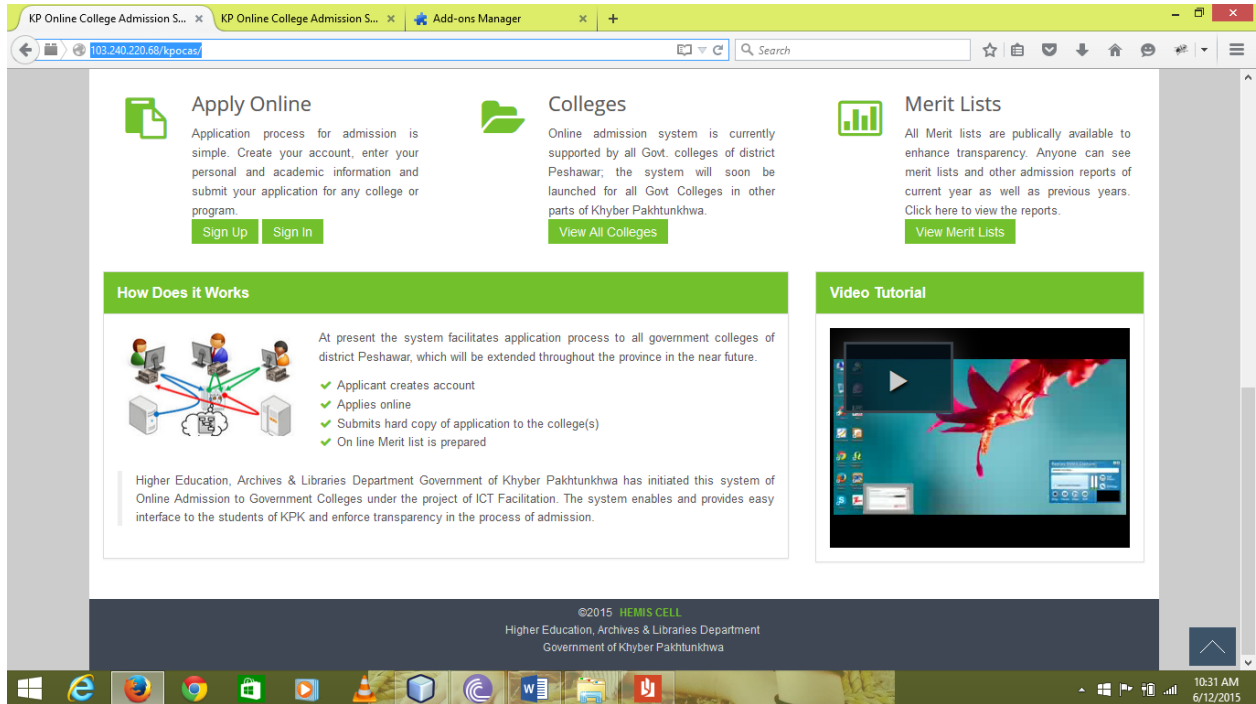 KP Online College Admission S...
KP Online College Admission S...
Add-ons Manager
103.240.220.68/kpocas/
Search
Apply Online
Application process for admission is
simple. Create your account, enter your
personal and academic information and
submit your application for any college or
program.
Sign Up
Sign In
Colleges
Online admission system is currently
supported by all Govt. colleges of district
Peshawar; the system will soon be
launched for all Govt Colleges in other
parts of Khyber Pakhtunkhwa.
View All Colleges
Merit Lists
All Merit lists are publically available to
enhance transparency. Anyone can see
merit lists and other admission reports of
current year as well as previous years.
Click here to view the reports.
View Merit Lists
How Does it Works
At present the system facilitates application process to all government colleges of
district Peshawar, which will be extended throughout the province in the near future.
Applicant creates account
Applies online
Submits hard copy of application to the college(s)
On line Merit list is prepared
Higher Education, Archives & Libraries Department Government of Khyber Pakhtunkhwa has initiated this system of
Online Admission to Government Colleges under the project of ICT Facilitation. The system enables and provides easy
interface to the students of KPK and enforce transparency in the process of admission.
Video Tutorial
©2015 HEMIS CELL
Higher Education, Archives & Libraries Department
Government of Khyber Pakhtunkhwa
10:31 AM
6/12/2015